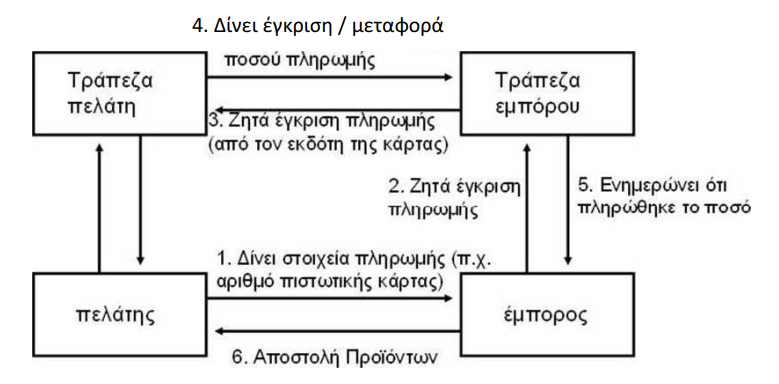 4. Δίνει έγκριση / μεταφορά
ποσού πληρωμής
Τράπεζα
πελάτη
Τράπεζα
εμπόρου
3. Ζητά έγκριση πληρωμής
(από τον εκδότη της κάρτας)
2. Ζητά έγκριση
πληρωμής
5. Ενημερώνει ότι
πληρώθηκε το ποσό
1. Δίνει στοιχεία πληρωμής (π.χ.
αριθμό πιστωτικής κάρτας)
πελάτης
έμπορος
6. Αποστολή Προϊόντων